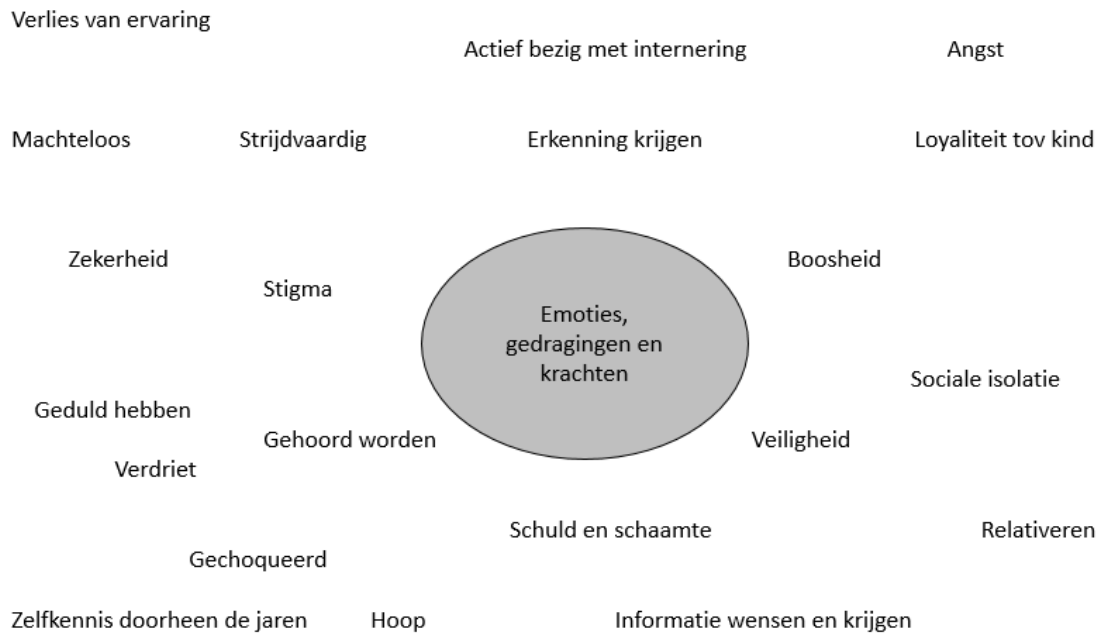 Verlies van ervaring
Actief bezig met internering
Angst
Machteloos
Strijdvaardig
Erkenning krijgen
Loyaliteit tov kind
Zekerheid
Boosheid
Stigma
Emoties,
gedragingen en
krachten
Sociale isolatie
Geduld hebben
Gehoord worden
Veiligheid
Verdriet
Schuld en schaamte
Relativeren
Gechoqueerd
Zelfkennis doorheen de jaren
Hoop
Informatie wensen en krijgen